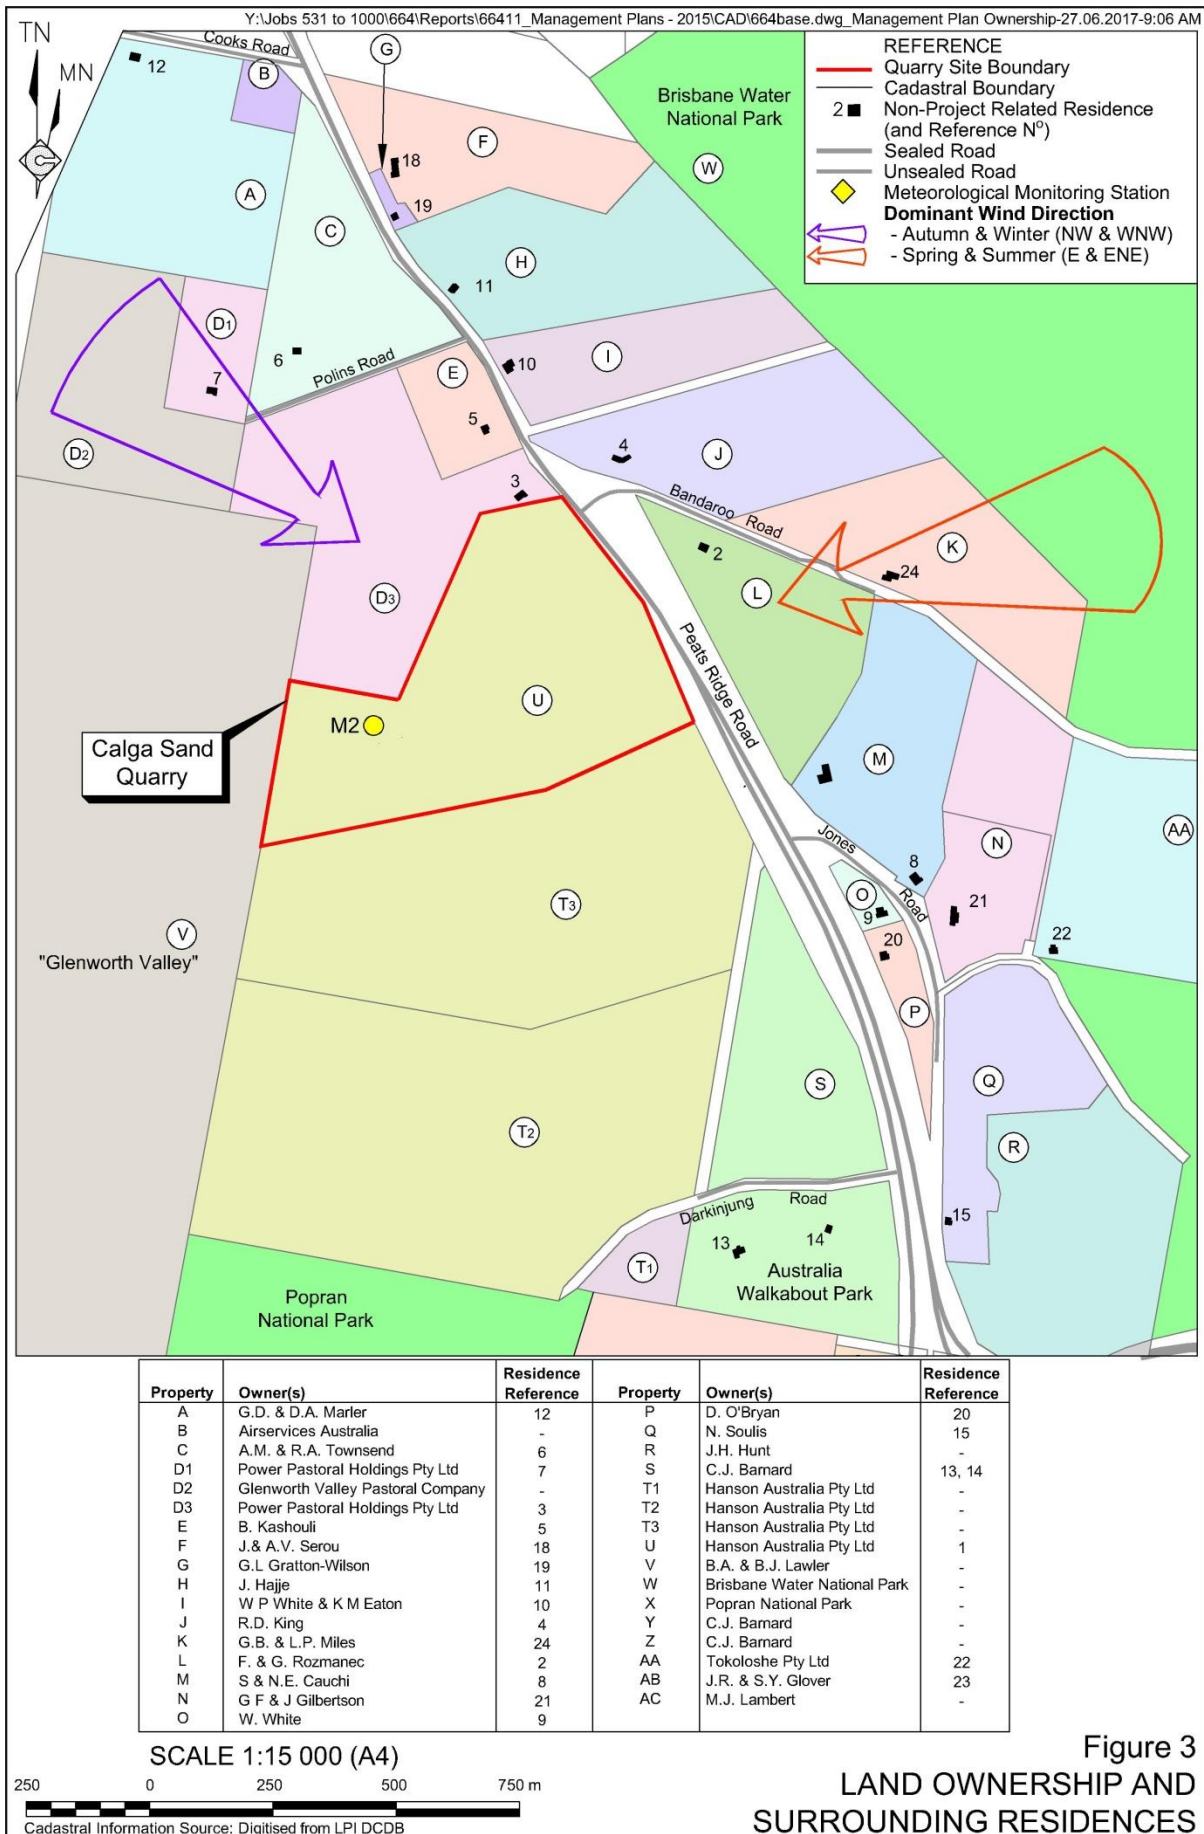 Y:\Jobs 531 to 1000\664\Reports\66411_Management Plans - 2015\CAD\664base.dwg_Management Plan Ownership-27.06.2017-9:06 AM
TN
MN
REFERENCE
Quarry Site Boundary
Cadastral Boundary
2 Non-Project Related Residence
(and Reference Nº)
Sealed Road
Unsealed Road
Meteorological Monitoring Station
Dominant Wind Direction
- Autumn & Winter (NW & WNW)
- Spring & Summer (E & ENE)
Cooks Road
G
12
B
Brisbane Water
National Park
F
18
W
A
19
C
H
11
D1
6
I
10
Polins Road
E
7
5
4
J
D2
3
Bandaroo Road
2
K
24
L
D3
Peats Ridge Road
U
M2
Calga Sand
Quarry
M
Jones
Road
N
AA
8
O
9
21
T3
V
"Glenworth Valley"
20
22
P
S
Q
T2
R
Darkinjung Road
15
13
14
T1
Australia
Walkabout Park
Popran
National Park
Property Owner(s) Residence Reference Property Owner(s) Residence Reference
A G.D. & D.A. Marler 12 P D. O'Bryan 20
B Airservices Australia - Q N. Soulis 15
C A.M. & R.A. Townsend 6 R J.H. Hunt -
D1 Power Pastoral Holdings Pty Ltd 7 S C.J. Barnard 13, 14
D2 Glenworth Valley Pastoral Company - T1 Hanson Australia Pty Ltd -
D3 Power Pastoral Holdings Pty Ltd 3 T2 Hanson Australia Pty Ltd -
E B. Kashouli 5 T3 Hanson Australia Pty Ltd -
F J.& A.V. Serou 18 U Hanson Australia Pty Ltd 1
G G.L Gratton-Wilson 19 V B.A. & B.J. Lawler -
H J. Hajje 11 W Brisbane Water National Park -
I W P White & K M Eaton 10 X Popran National Park -
J R.D. King 4 Y C.J. Barnard -
K G.B. & L.P. Miles 24 Z C.J. Barnard -
L F. & G. Rozmanec 2 AA Tokoloshe Pty Ltd 22
M S & N.E. Cauchi 8 AB J.R. & S.Y. Glover 23
N G F & J Gilbertson 21 AC M.J. Lambert -
O W. White 9
SCALE 1:15 000 (A4)
250 0 250 500 750 m
Cadastral Information Source: Digitised from LPI DCDB
Figure 3
LAND OWNERSHIP AND
SURROUNDING RESIDENCES